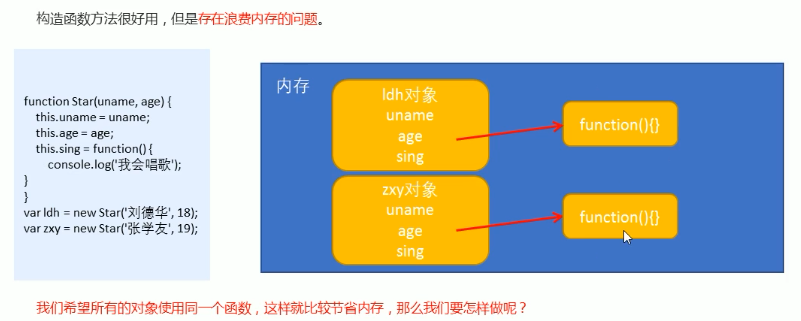 构造函数方法很好用，但是存在浪费内存的问题。
function Star(uname, age) {
this.uname = uname;
this.age = age;
this.sing = function() {
console.log('我会唱歌');
}
}
var ldh = new Star('刘德华', 18);
var zxy = new Star('张学友', 19);
内存
ldh对象
uname
age
sing
function(){}
zxy对象
uname
age
sing
function(){}
我们希望所有的对象使用同一个函数，这样就比较节省内存，那么我们要怎样做呢？